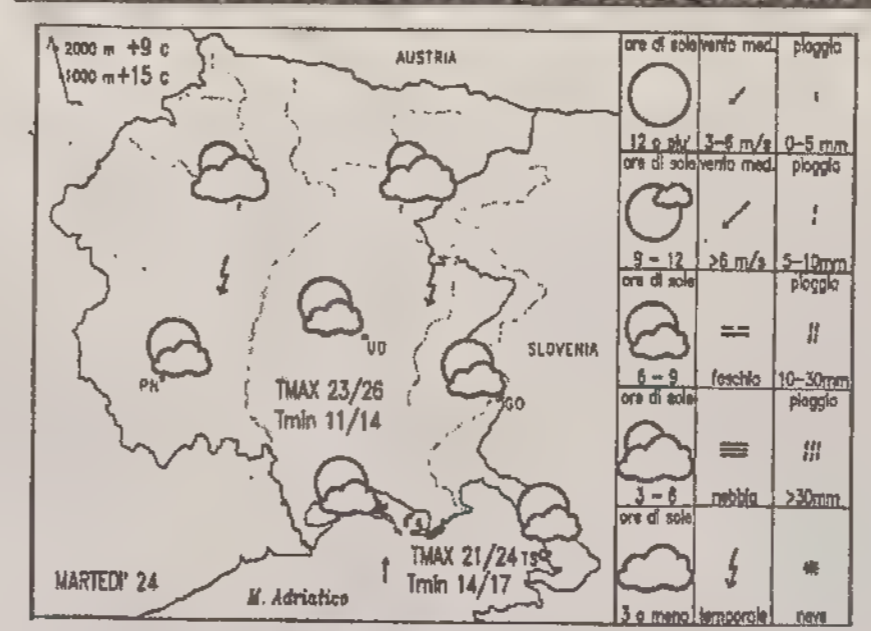 2000 m +9 c
1000 m +15 c
AUSTRIA
SLOVENIA
UD
PN
GO
TMAX 23/26
Tmin 11/14
TMAX 21/24
TS
Tmin 14/17
MARTEDI' 24
M. Adriatico
ore di sole
vento med.
pioggia
12 o piu'
3-6 m/s
0-5 mm
ore di sole
vento med.
pioggia
9 - 12
>6 m/s
5-10mm
ore di sole
pioggia
6 - 9
foschia
10-30mm
ore di sole
pioggia
3 - 6
nebbia
>30mm
ore di sole
3 o meno
temporale
neve